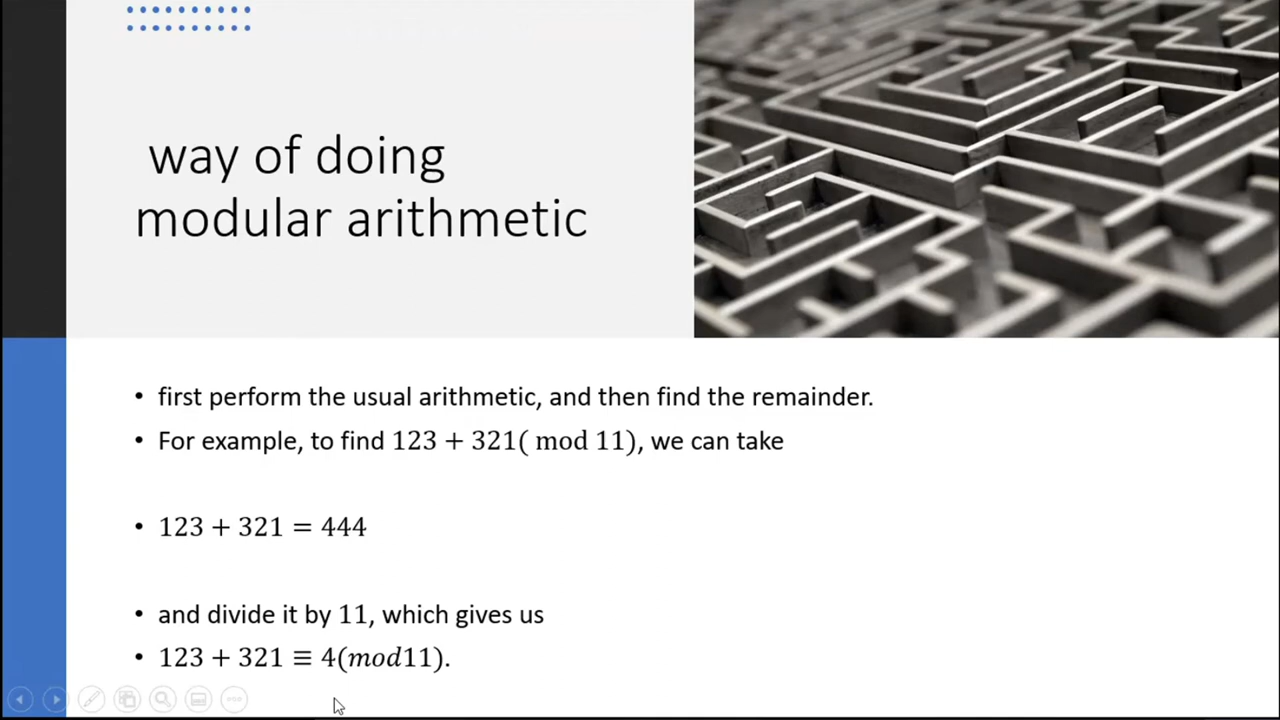 way of doing
modular arithmetic
• first perform the usual arithmetic, and then find the remainder.
• For example, to find 123 + 321( mod 11), we can take
• 123 + 321 = 444
• and divide it by 11, which gives us
• 123 + 321 ≡ 4(mod11).